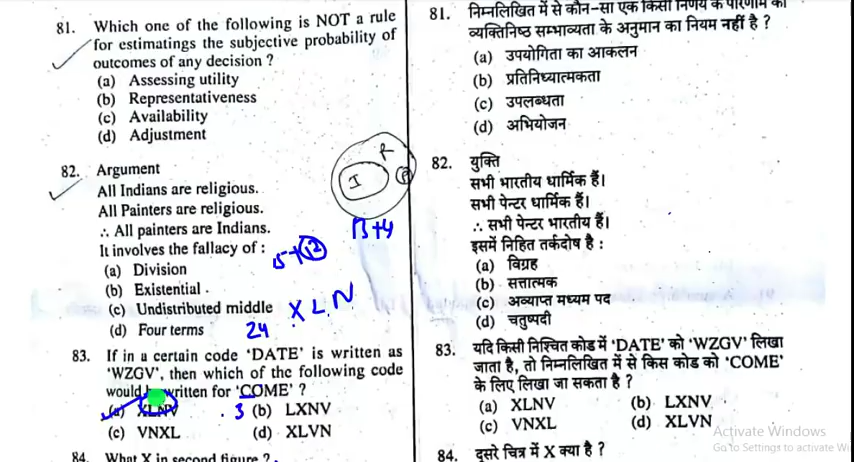 81. Which one of the following is NOT a rule
for estimatings the subjective probability of
outcomes of any decision ?
(a) Assessing utility
(b) Representativeness
(c) Availability
(d) Adjustment
82. Argument
All Indians are religious.
All Painters are religious.
∴ All painters are Indians.
It involves the fallacy of :
(a) Division
(b) Existential .
(c) Undistributed middle
(d) Four terms
R
I
P
13+4
15+12
XLN
24
83. If in a certain code ‘DATE’ is written as
‘WZGV’, then which of the following code
would written for ‘COME’ ?
(a) XLNV
3 (b) LXNV
(c) VNXL (d) XLVN
84. What X in second figure ?
81. निम्नलिखित में से कौन-सा एक किसी निर्णय के परिणाम की
व्यक्तिनिष्ठ सम्भाव्यता के अनुमान का नियम नहीं है ?
(a) उपयोगिता का आकलन
(b) प्रतिनिध्यात्मकता
(c) उपलब्धता
(d) अभियोजन
82. युक्ति
सभी भारतीय धार्मिक हैं।
सभी पेन्टर धार्मिक हैं।
∴ सभी पेन्टर भारतीय हैं।
इसमें निहित तर्कदोष है :
(a) विग्रह
(b) सत्तात्मक
(c) अव्याप्त मध्यम पद
(d) चतुष्पदी
83. यदि किसी निश्चित कोड में ‘DATE’ को ‘WZGV’ लिखा
जाता है, तो निम्नलिखित में से किस कोड को ‘COME’
के लिए लिखा जा सकता है ?
(a) XLNV (b) LXNV
(c) VNXL (d) XLVN
84. दूसरे चित्र में X क्या है ?
Activate Windows
Go to Settings to activate